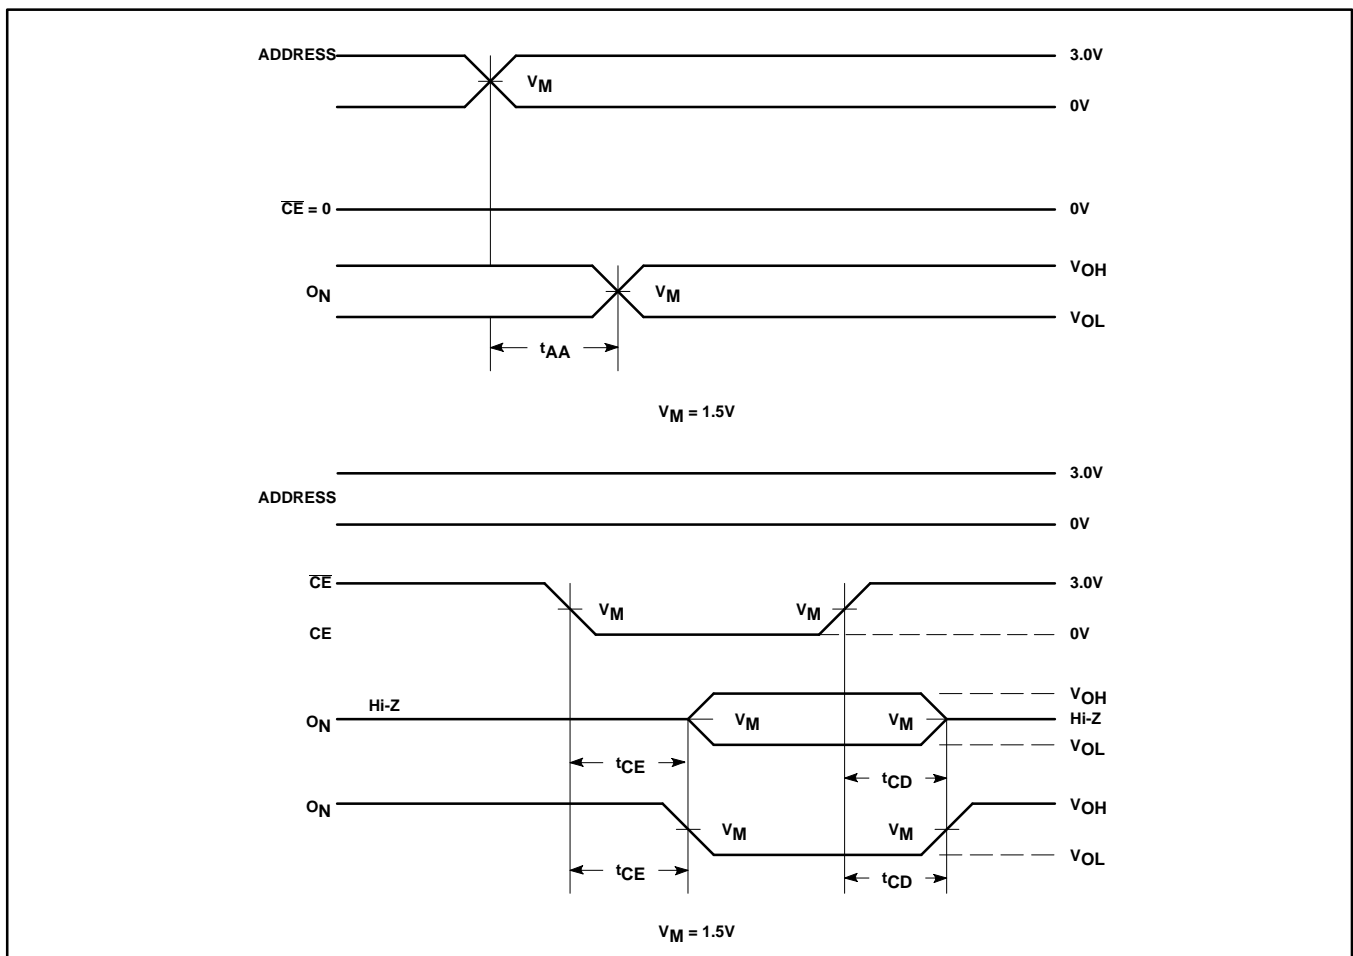 ADDRESS 3.0V
VM
0V
CE = 0 0V
VOH
ON VM
VOL
tAA
VM = 1.5V
3.0V
ADDRESS
0V
CE 3.0V
VM VM
CE 0V
VOH
Hi-Z
ON VM VM Hi-Z
VOL
tCE tCD
ON VOH
VM VM
VOL
tCE tCD
VM = 1.5V